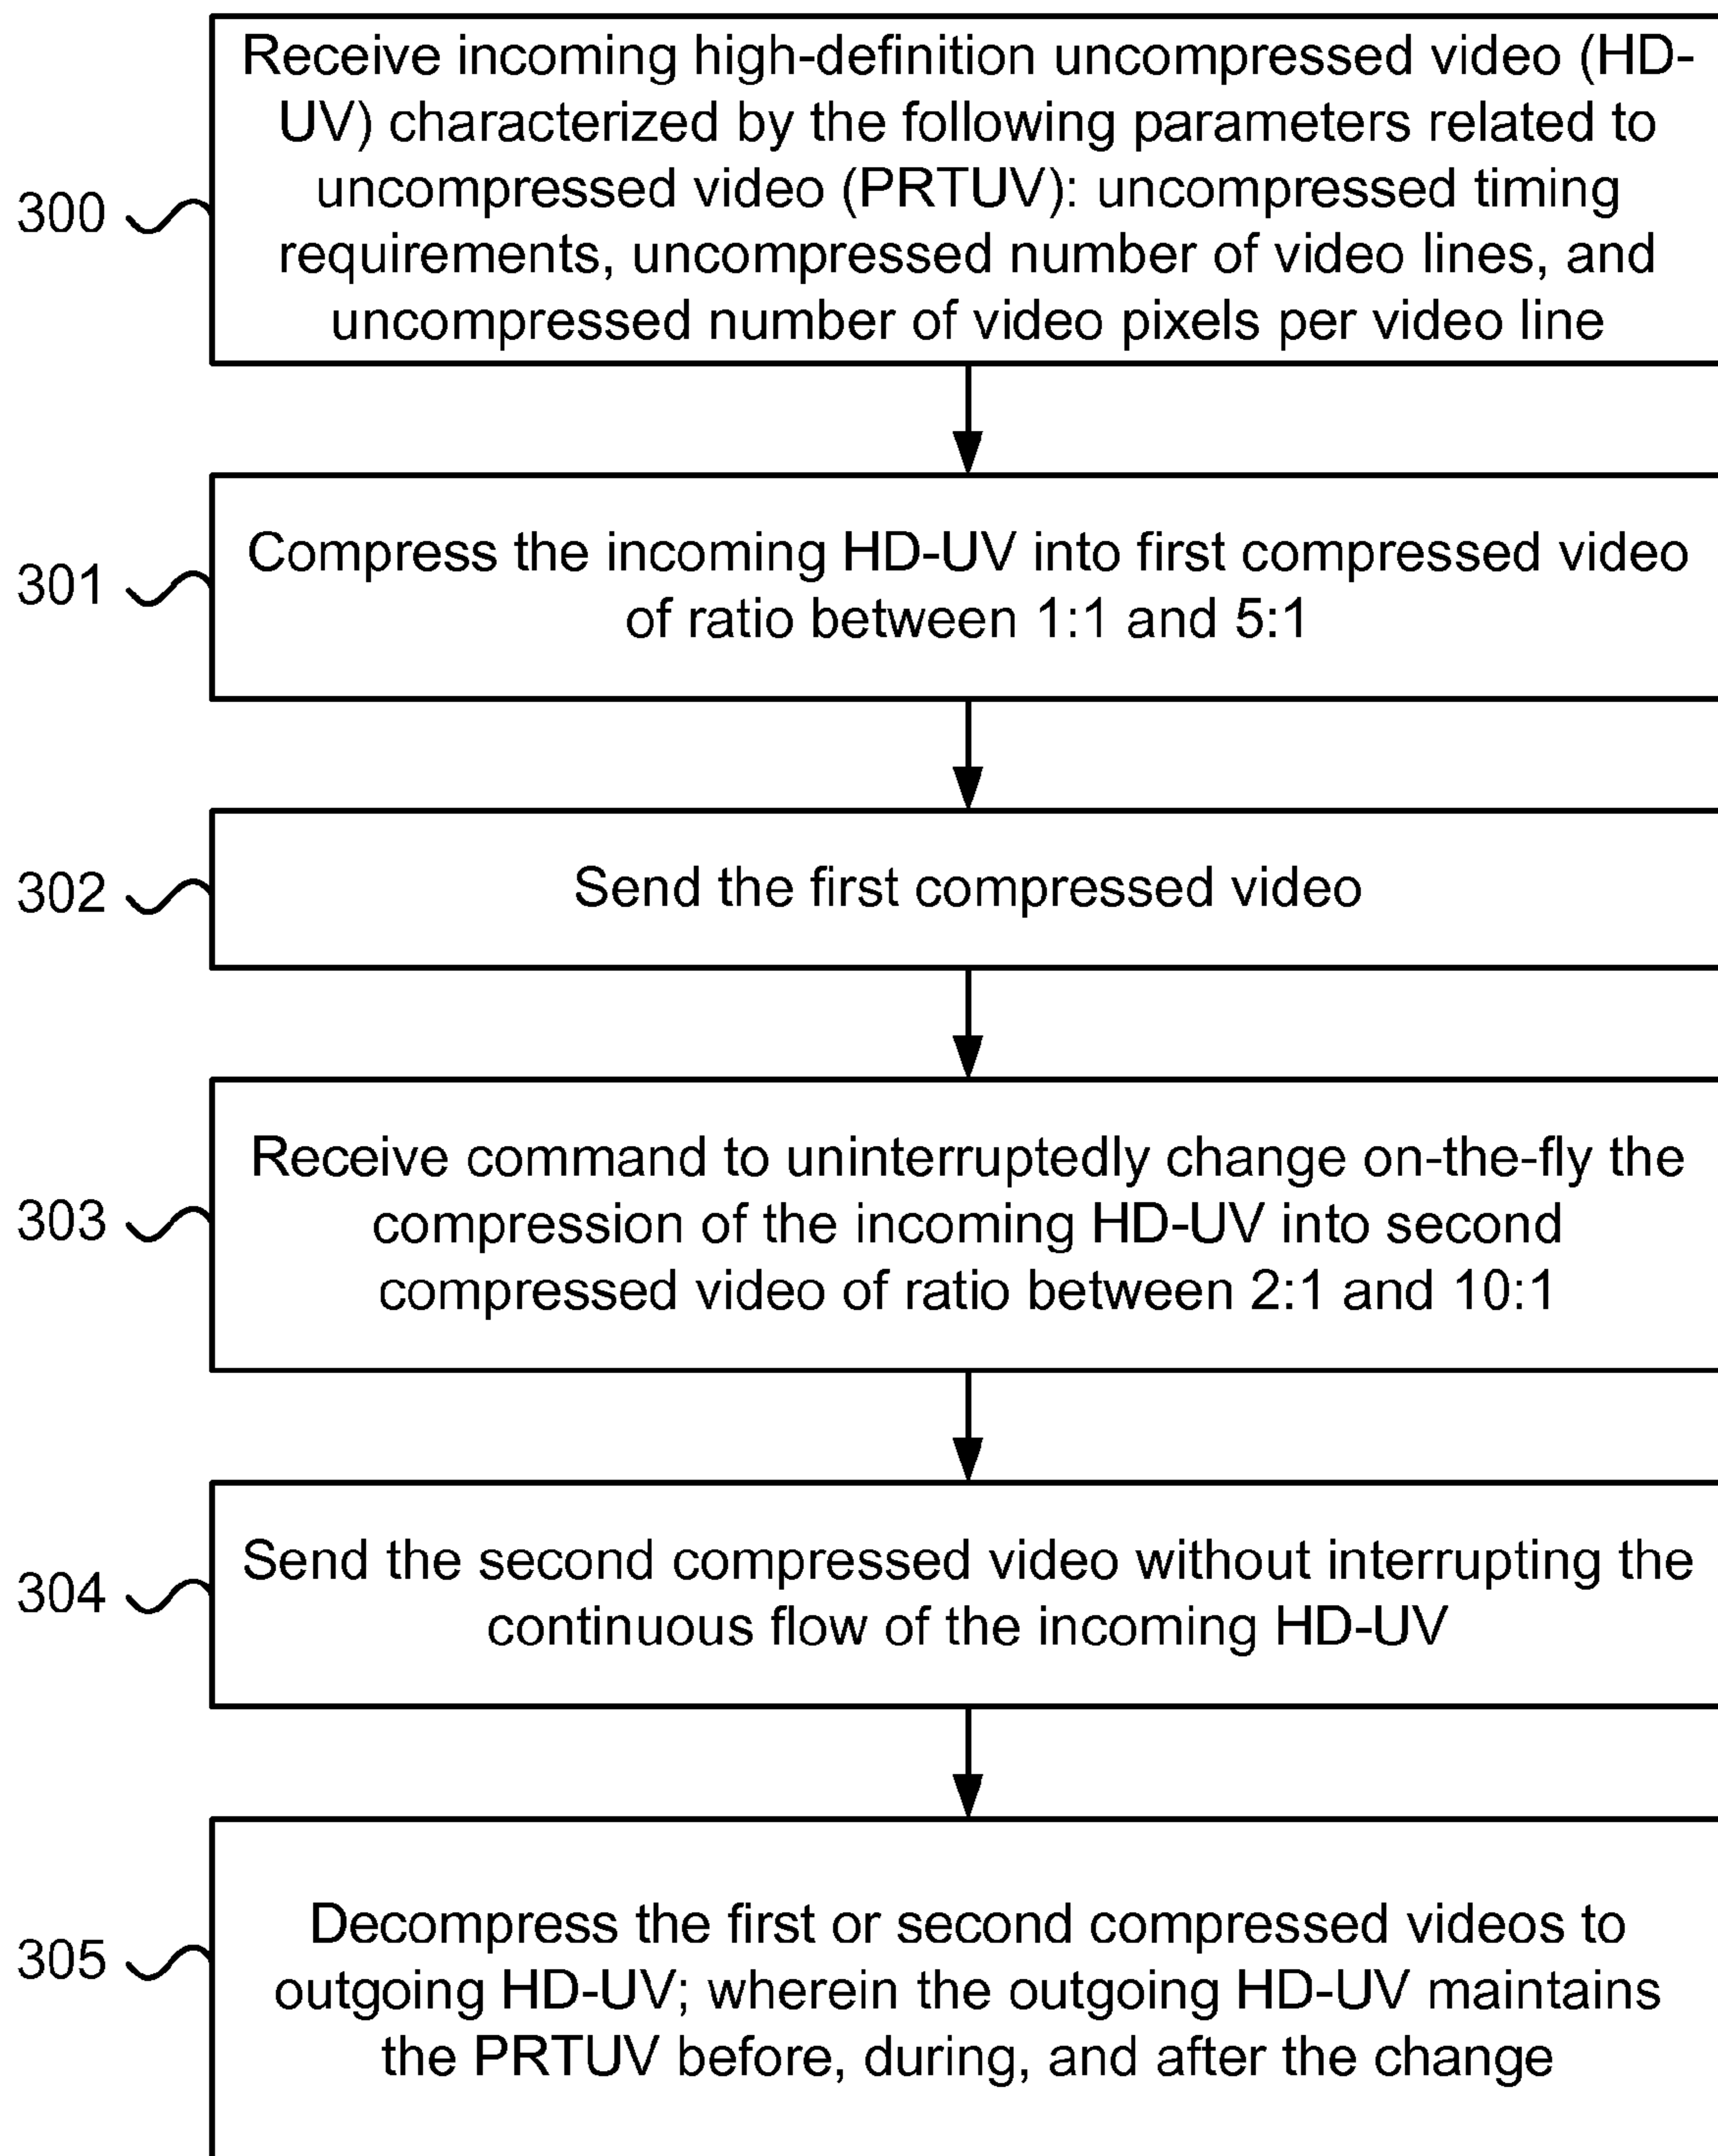 Receive incoming high-definition uncompressed video (HD-
UV) characterized by the following parameters related to
uncompressed video (PRTUV): uncompressed timing
requirements, uncompressed number of video lines, and
uncompressed number of video pixels per video line
300
Compress the incoming HD-UV into first compressed video
of ratio between 1:1 and 5:1
301
Send the first compressed video
302
Receive command to uninterruptedly change on-the-fly the
compression of the incoming HD-UV into second
compressed video of ratio between 2:1 and 10:1
303
Send the second compressed video without interrupting the
continuous flow of the incoming HD-UV
304
Decompress the first or second compressed videos to
outgoing HD-UV; wherein the outgoing HD-UV maintains
the PRTUV before, during, and after the change
305